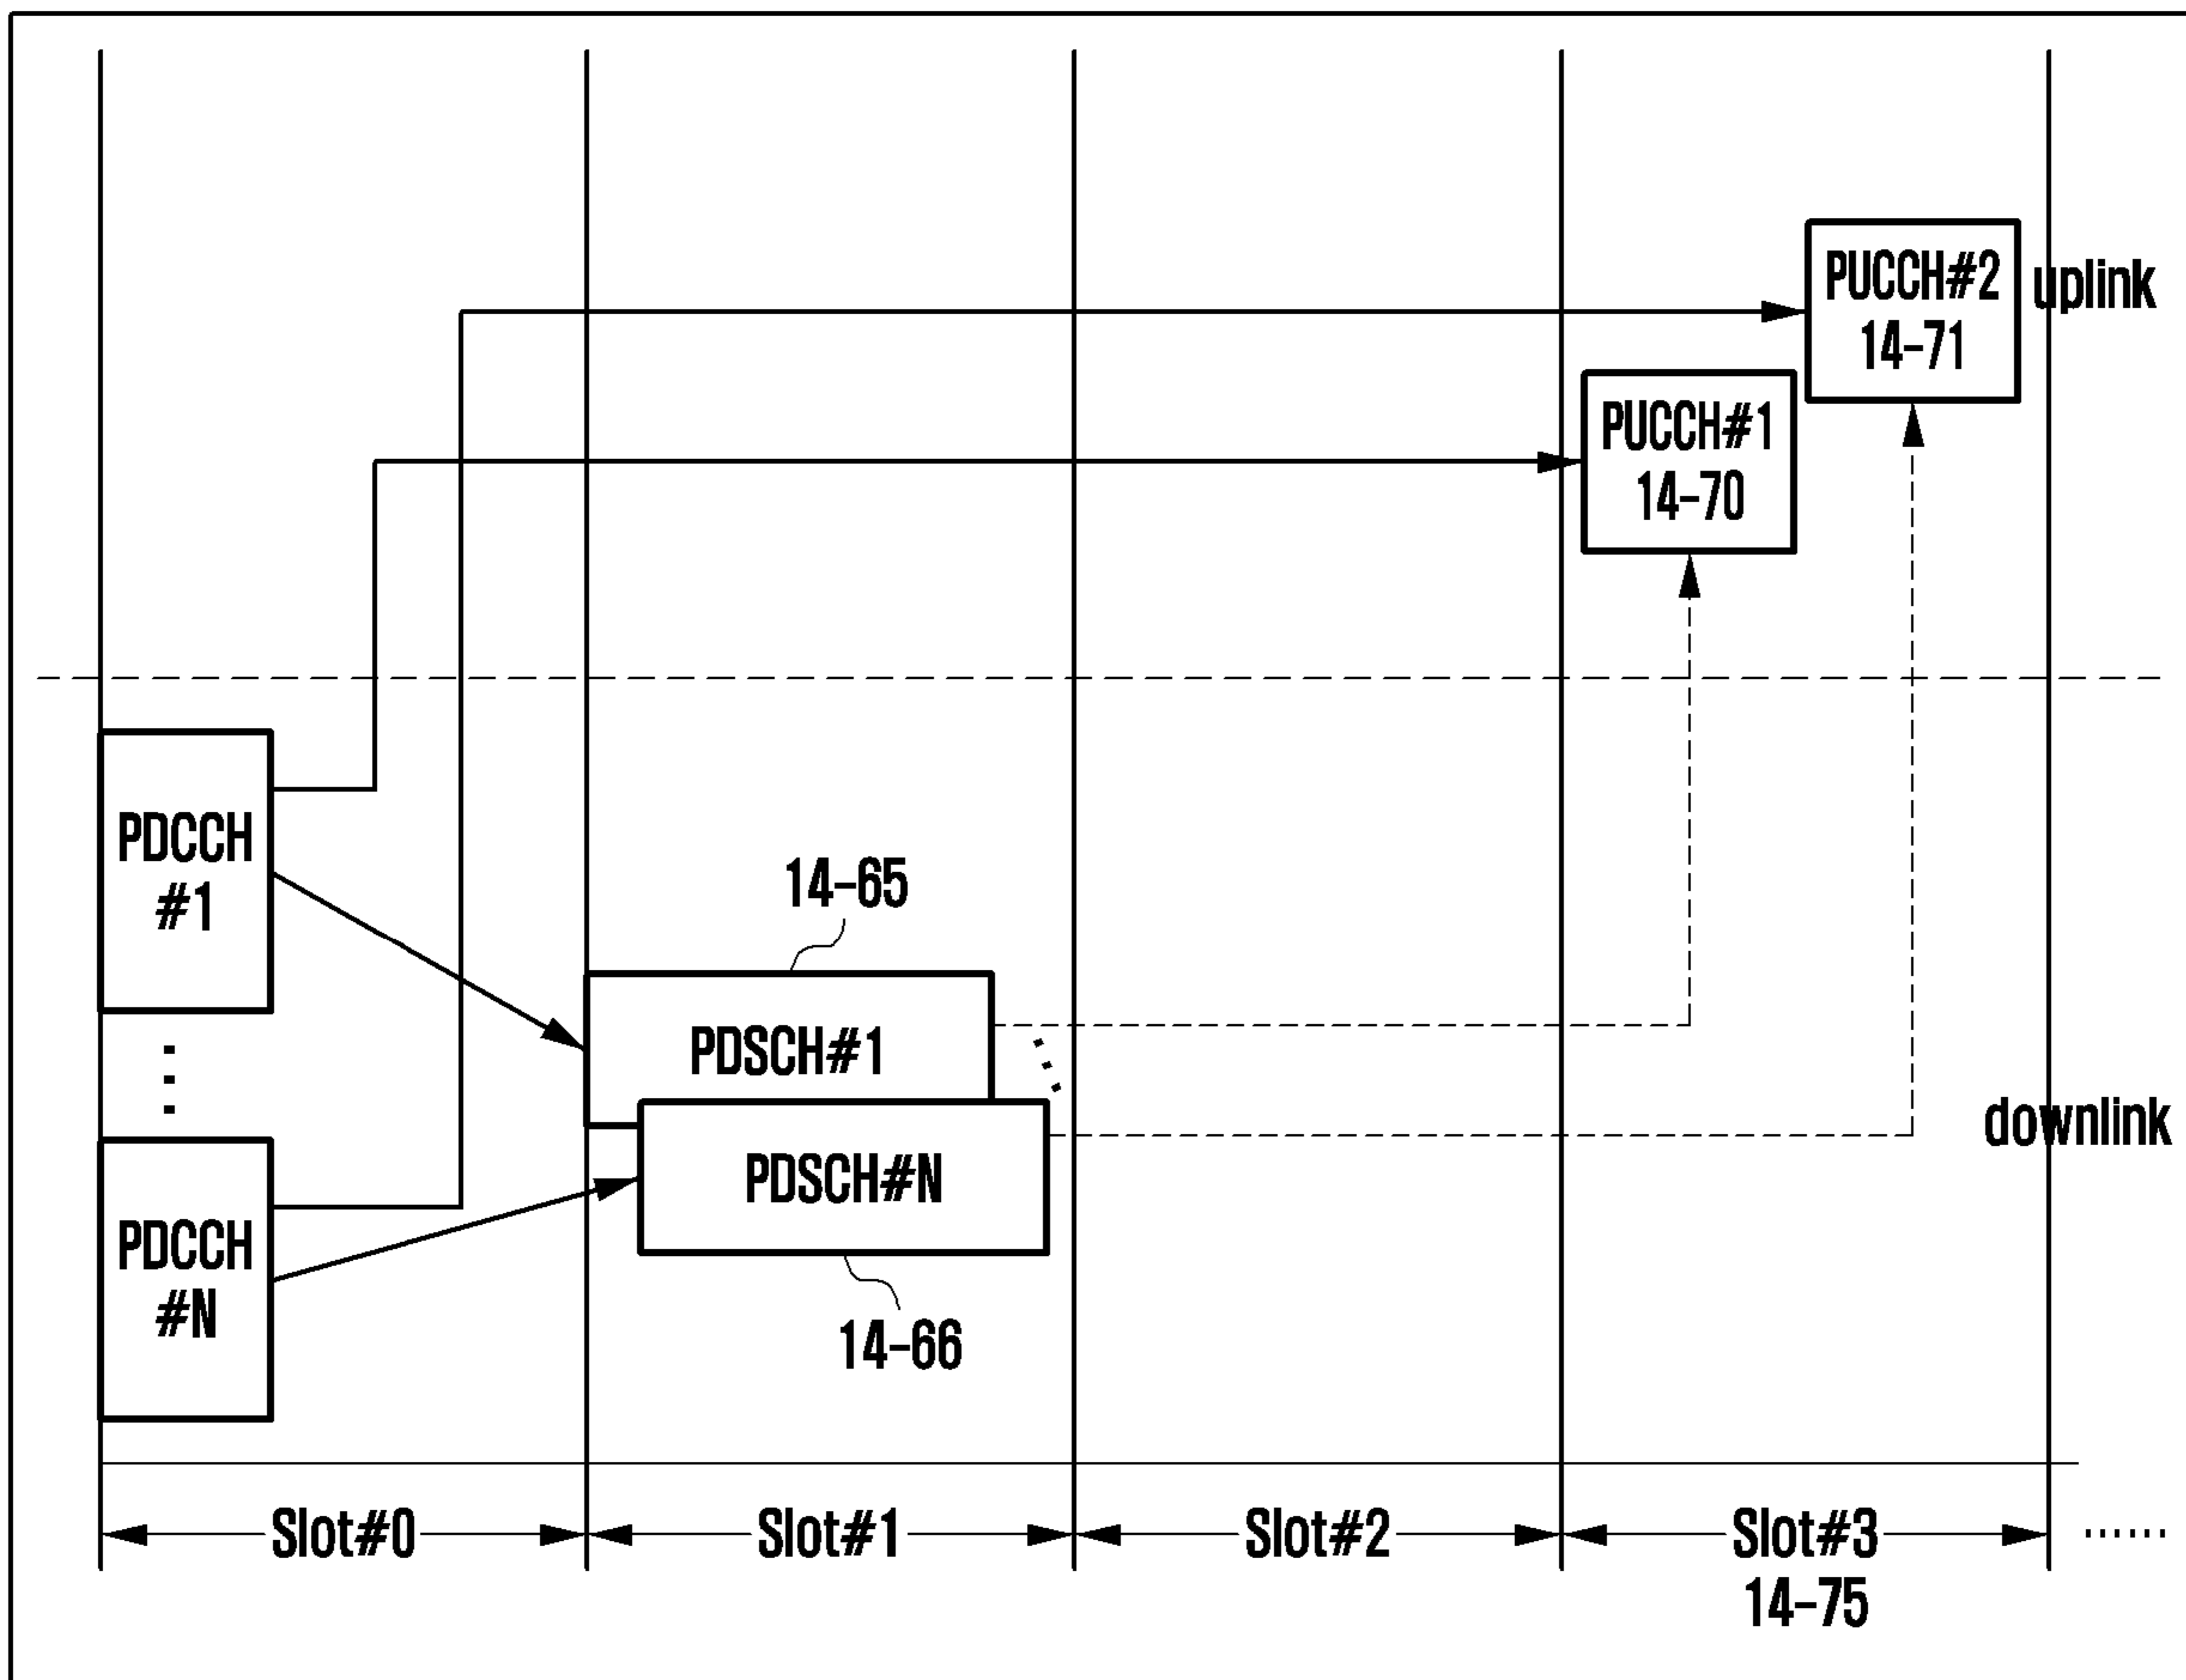 PUCCH#2
14-71
uplink
PUCCH#1
14-70
PDCCH
#1
14-65
PDSCH#1
downlink
PDSCH#N
PDCCH
#N
14-66
Slot#0
Slot#1
Slot#2
Slot#3
14-75